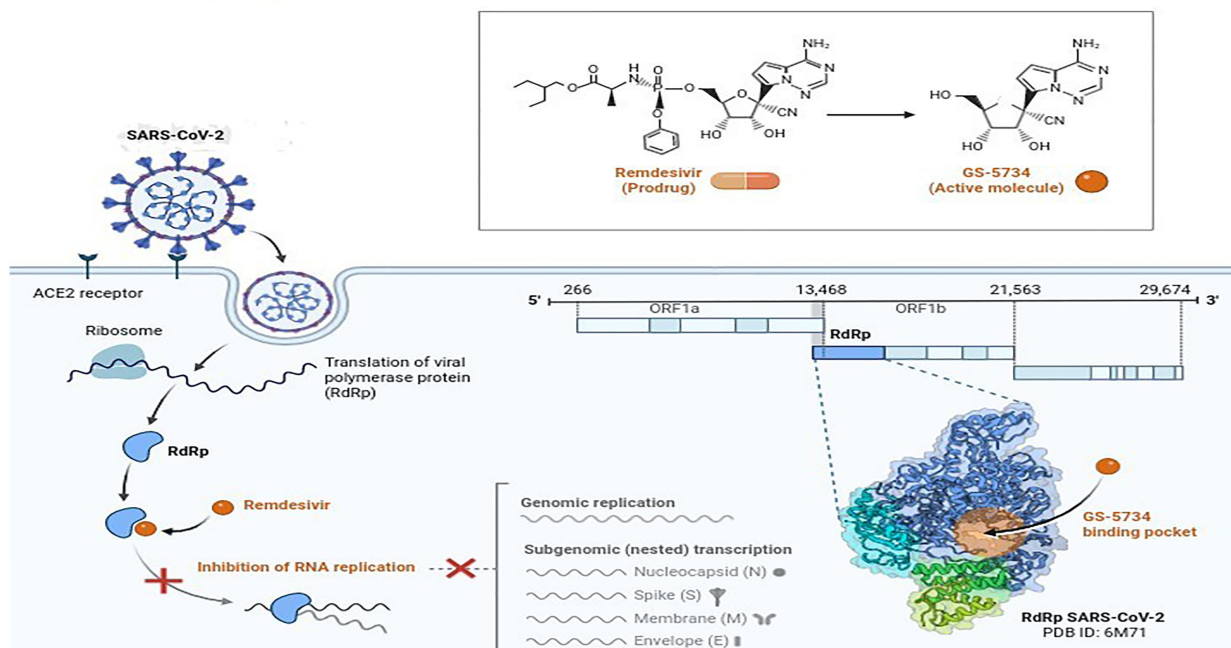 NH₂
N
N
N
H
N
O
P
O
O
O
O
O
CN
HO
OH
Remdesivir
(Prodrug)
NH₂
N
N
N
HO
CN
HO
OH
GS-5734
(Active molecule)
SARS-CoV-2
ACE2 receptor
Ribosome
Translation of viral
polymerase protein
(RdRp)
RdRp
Remdesivir
Inhibition of RNA replication
Genomic replication
Subgenomic (nested) transcription
Nucleocapsid (N)
Spike (S)
Membrane (M)
Envelope (E)
266 13,468 21,563 29,674
5' ORF1a ORF1b 3'
RdRp
GS-5734
binding pocket
RdRp SARS-CoV-2
PDB ID: 6M71